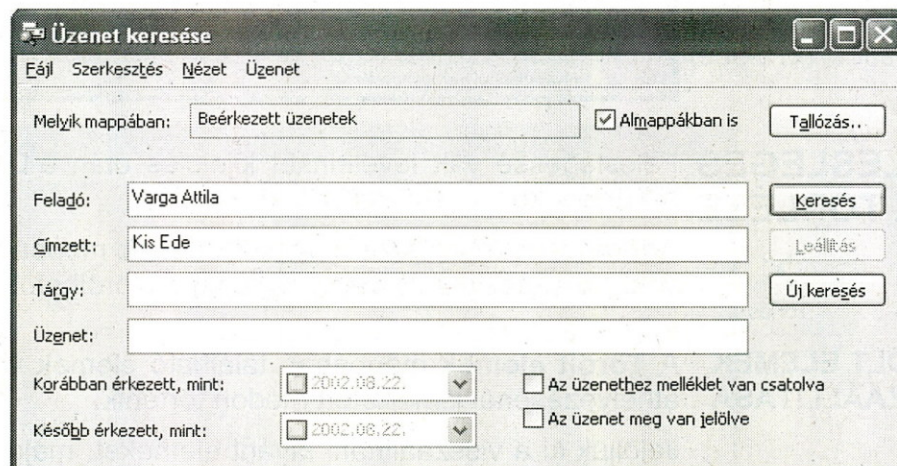 Üzenet keresése
Fájl Szerkesztés Nézet Üzenet
Melyik mappában: Beérkezett üzenetek Almappákban is Tallózás..
Feladó: Varga Attila Keresés
Címzett: Kis Ede Leállítás
Tárgy: Új keresés
Üzenet:
Korábban érkezett, mint: 2002.08.22. Az üzenethez melléklet van csatolva
Később érkezett, mint: 2002.08.22. Az üzenet meg van jelölve